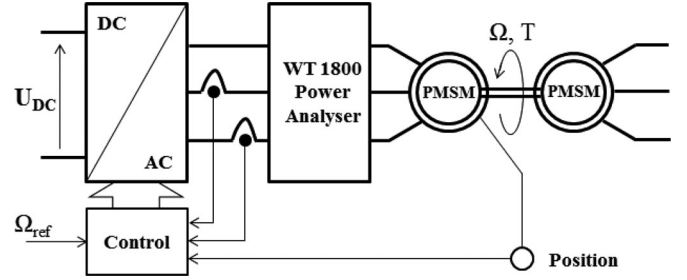 DC
Ω, T
WT 1800
Power
Analyser
PMSM
PMSM
U_DC
AC
Ω_ref
Control
Position